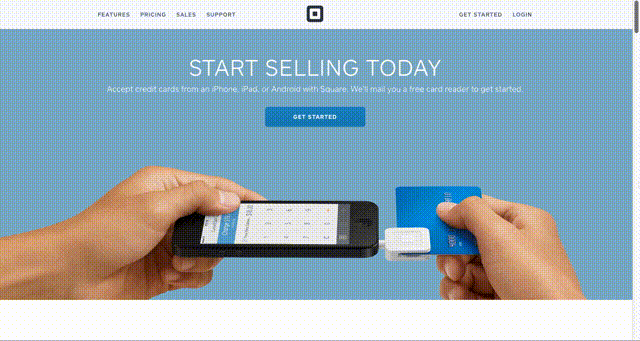 FEATURES PRICING SALES SUPPORT GET STARTED LOGIN
START SELLING TODAY
Accept credit cards from an iPhone, iPad, or Android with Square. We'll mail you a free card reader to get started.
GET STARTED